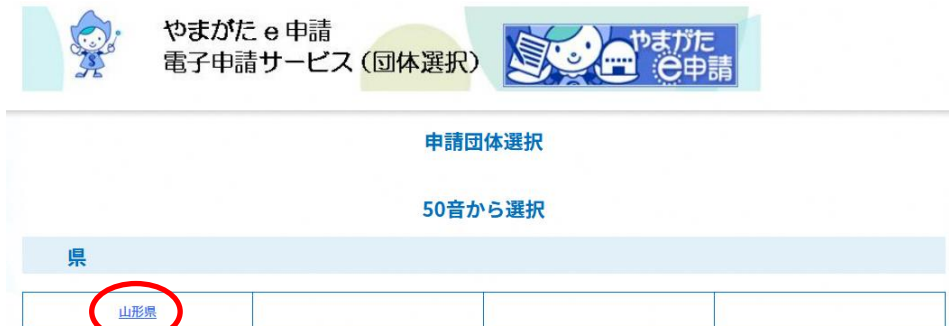 やまがたｅ申請
電子申請サービス（団体選択）
やまがた
e申請
S
申請団体選択
50音から選択
県
山形県